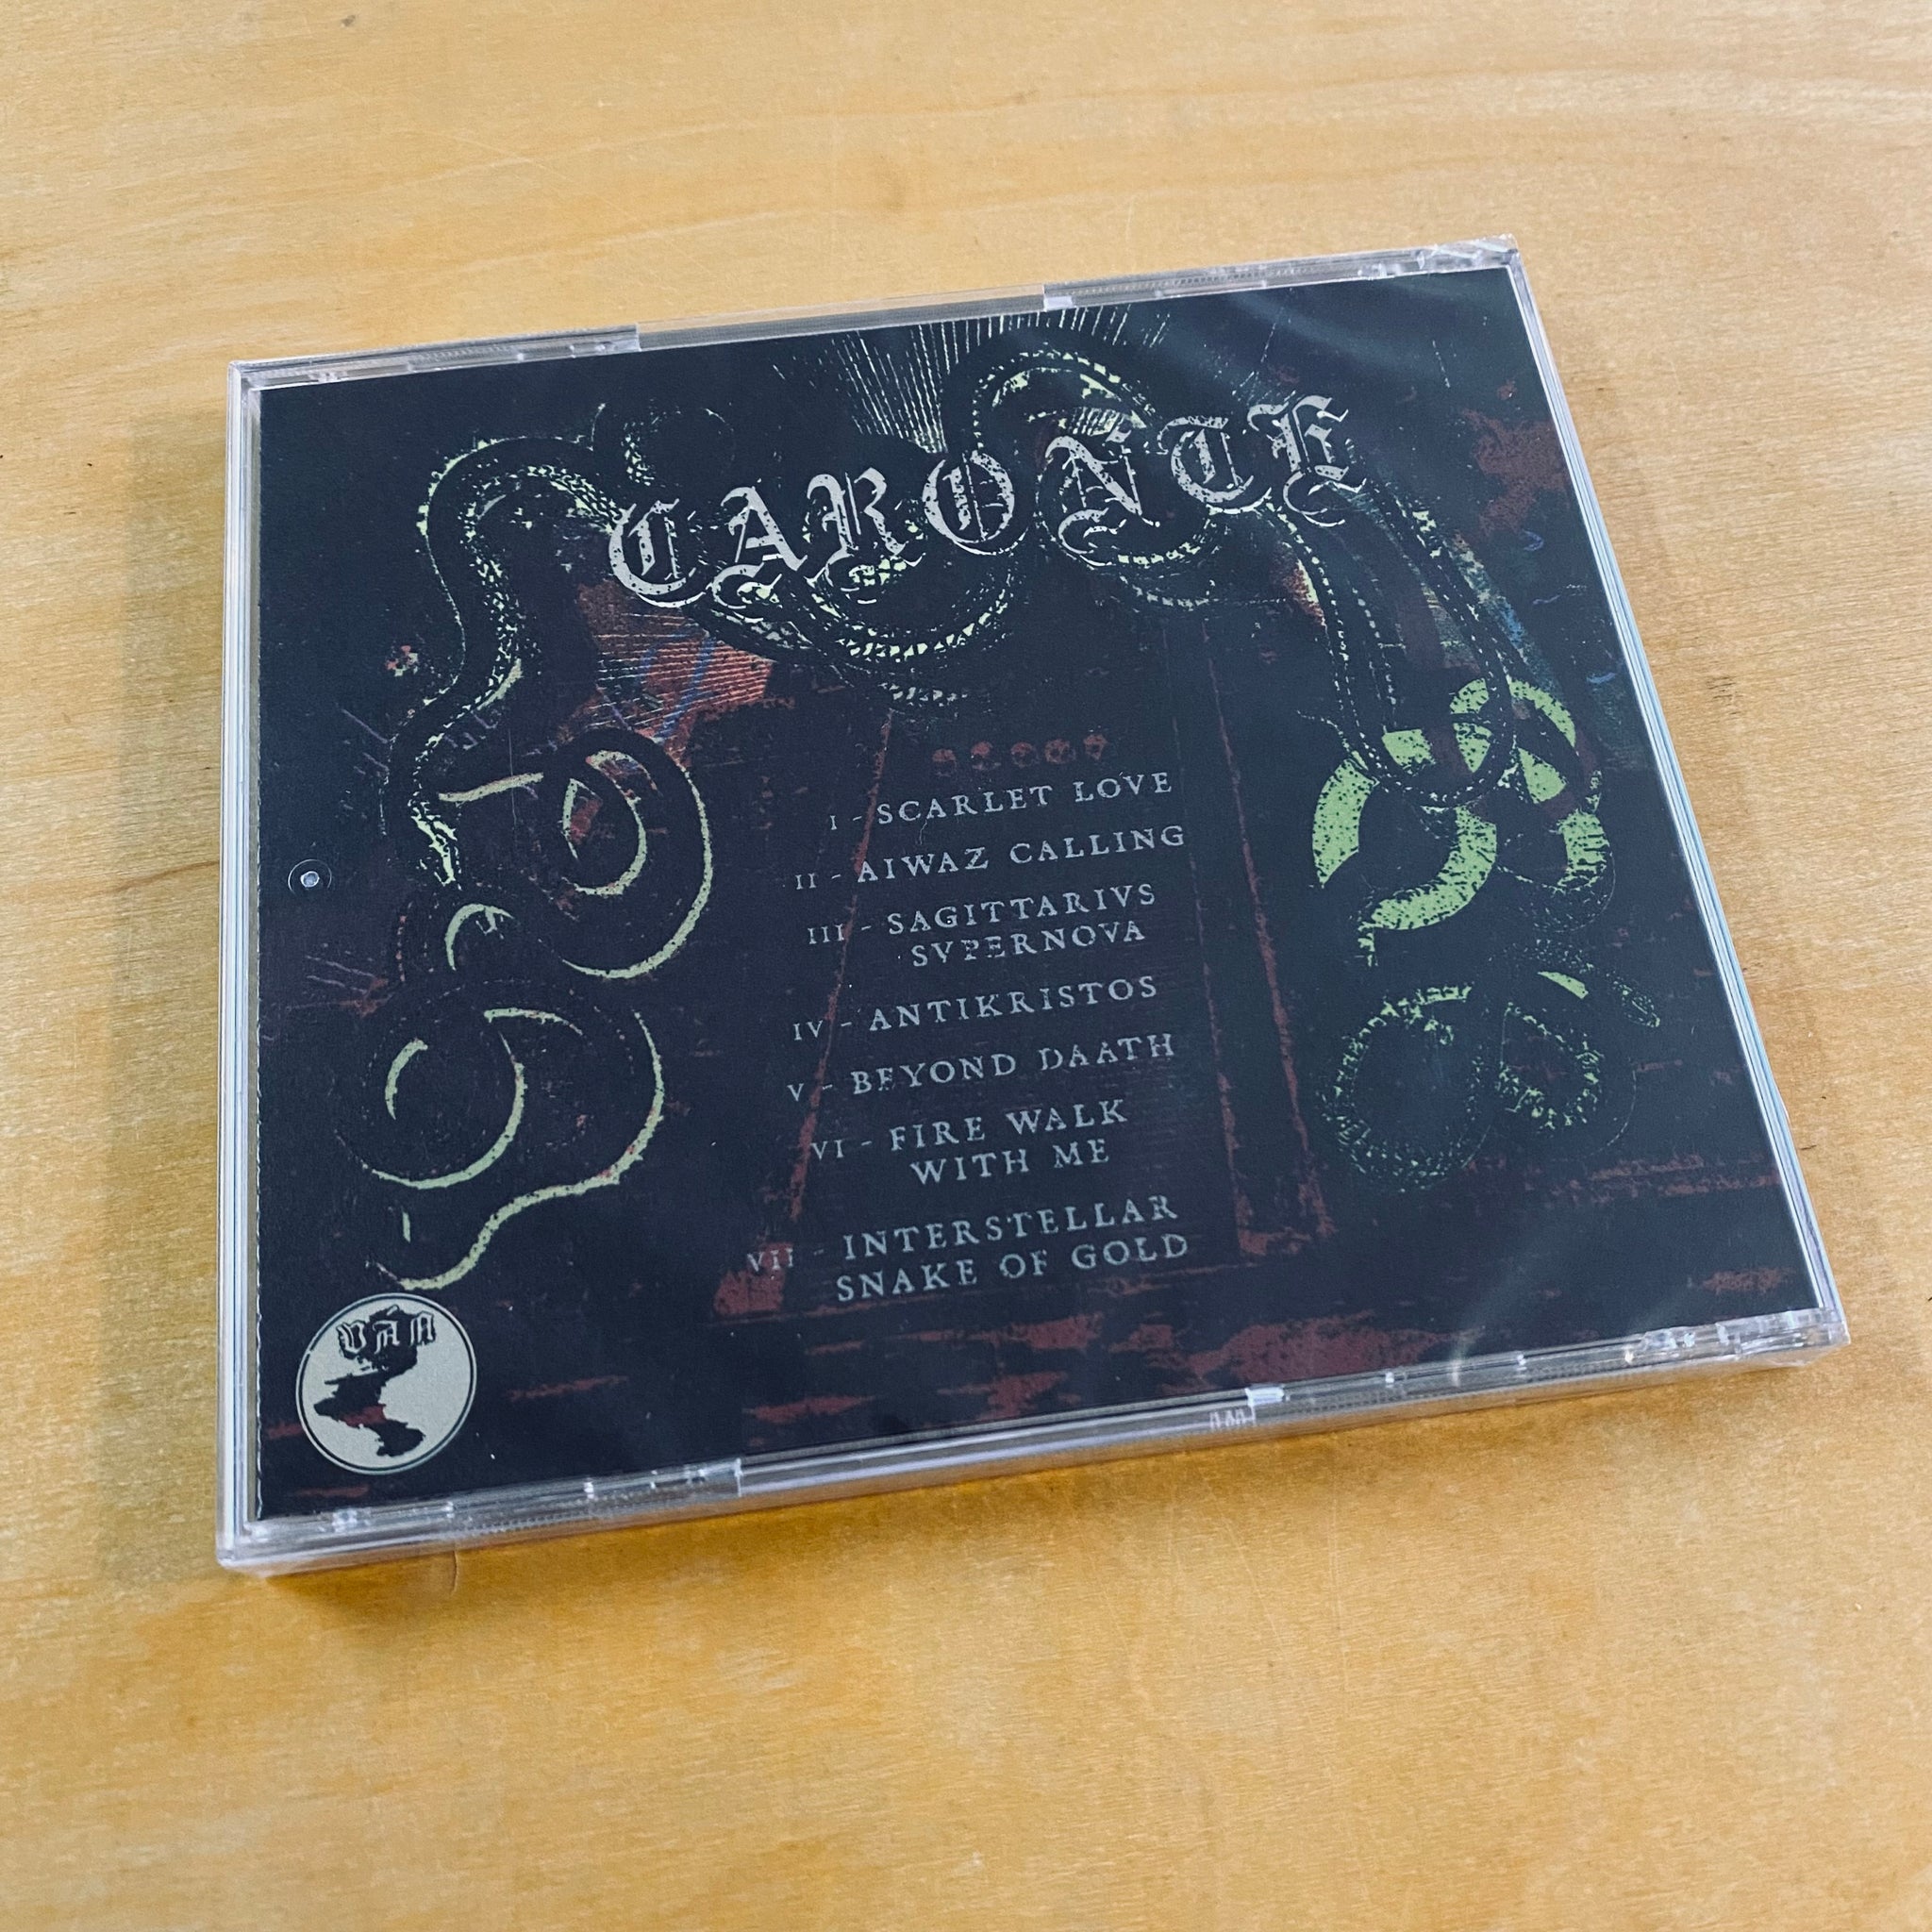 CARONTE
I - SCARLET LOVE
II - AIWAZ CALLING
III - SAGITTARIVS
SVPERNOVA
IV - ANTIKRISTOS
V - BEYOND DAATH
VI - FIRE WALK
WITH ME
VII - INTERSTELLAR
SNAKE OF GOLD
VÁN